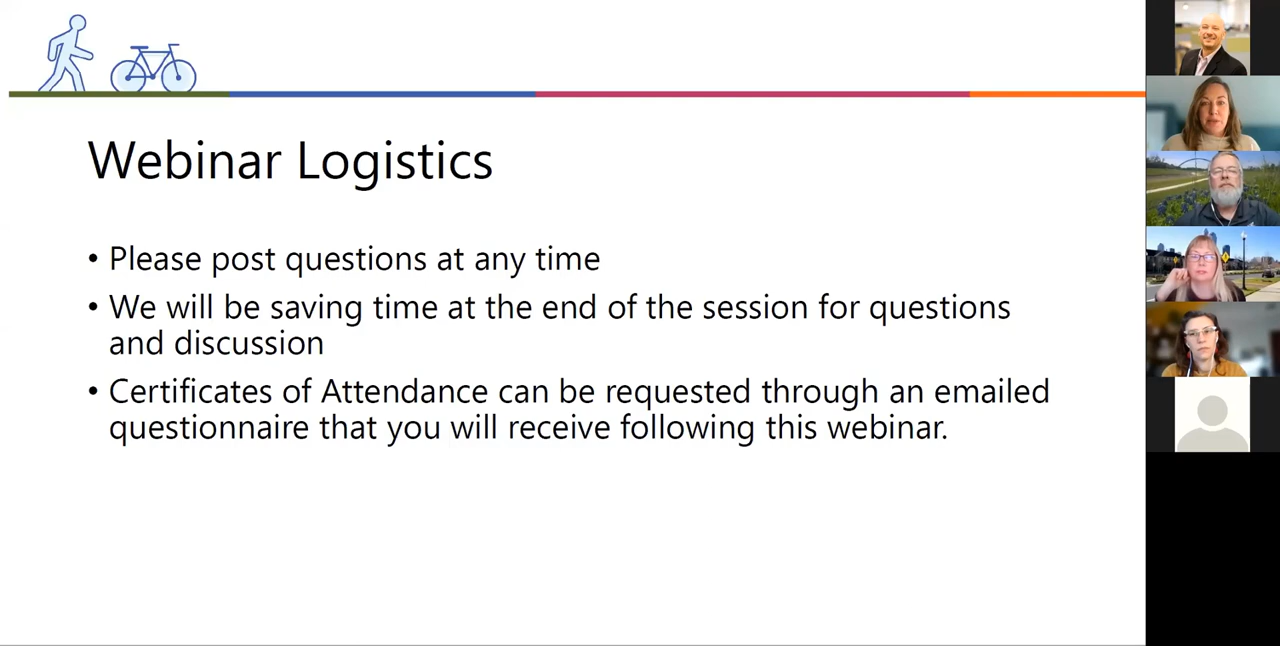 Webinar Logistics
• Please post questions at any time
• We will be saving time at the end of the session for questions
and discussion
• Certificates of Attendance can be requested through an emailed
questionnaire that you will receive following this webinar.